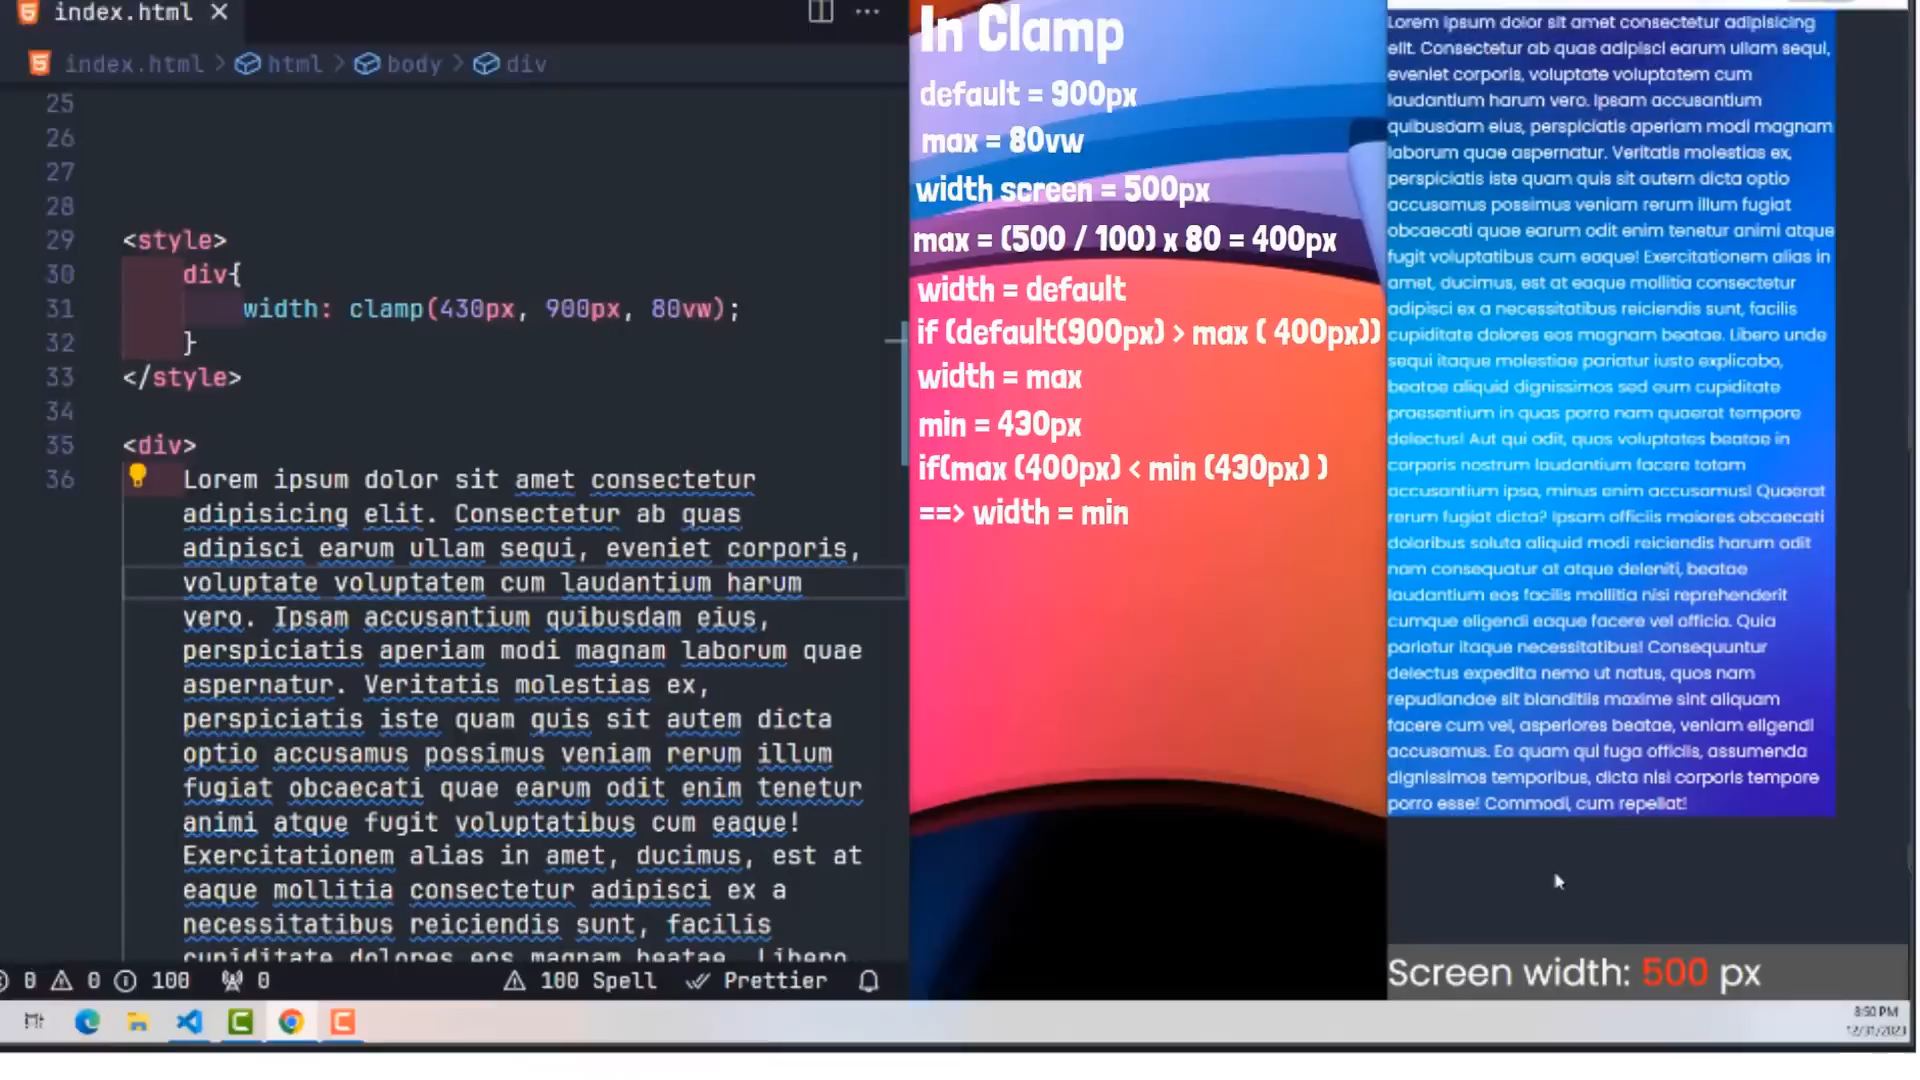 index.html
index.html > html > body > div
25
26
27
28
29 <style>
30 div{
31 width: clamp(430px, 900px, 80vw);
32 }
33 </style>
34
35 <div>
36 Lorem ipsum dolor sit amet consectetur
adipisicing elit. Consectetur ab quas
adipisci earum ullam sequi, eveniet corporis,
voluptate voluptatem cum laudantium harum
vero. Ipsam accusantium quibusdam eius,
perspiciatis aperiam modi magnam laborum quae
aspernatur. Veritatis molestias ex,
perspiciatis iste quam quis sit autem dicta
optio accusamus possimus veniam rerum illum
fugiat obcaecati quae earum odit enim tenetur
animi atque fugit voluptatibus cum eaque!
Exercitationem alias in amet, ducimus, est at
eaque mollitia consectetur adipisci ex a
necessitatibus reiciendis sunt, facilis
cupiditate dolores eos magnam beatae. Libero
0 0 100 0 100 Spell Prettier
In Clamp
default = 900px
max = 80vw
width screen = 500px
max = (500 / 100) x 80 = 400px
width = default
if (default(900px) > max ( 400px))
width = max
min = 430px
if(max (400px) < min (430px) )
==> width = min
Lorem ipsum dolor sit amet consectetur adipisicing
elit. Consectetur ab quas adipisci earum ullam sequi,
eveniet corporis, voluptate voluptatem cum
laudantium harum vero. Ipsam accusantium
quibusdam eius, perspiciatis aperiam modi magnam
laborum quae aspernatur. Veritatis molestias ex,
perspiciatis iste quam quis sit autem dicta optio
accusamus possimus veniam rerum illum fugiat
obcaecati quae earum odit enim tenetur animi atque
fugit voluptatibus cum eaque! Exercitationem alias in
amet, ducimus, est at eaque mollitia consectetur
adipisci ex a necessitatibus reiciendis sunt, facilis
cupiditate dolores eos magnam beatae. Libero unde
sequi itaque molestiae pariatur iusto explicabo,
beatae aliquid dignissimos sed eum cupiditate
praesentium in quas porro nam quaerat tempore
delectus! Aut qui odit, quos voluptates beatae in
corporis nostrum laudantium facere totam
accusantium ipsa, minus enim accusamus! Quaerat
rerum fugiat dicta? Ipsam officiis maiores obcaecati
doloribus soluta aliquid modi reiciendis harum odit
nam consequatur at atque deleniti, beatae
laudantium eos facilis mollitia nisi reprehenderit
cumque eligendi eaque facere vel officia. Quia
pariatur itaque necessitatibus! Consequuntur
delectus expedita nemo ut natus, quos nam
repudiandae sit blanditiis maxime sint aliquam
facere cum vel, asperiores beatae, veniam eligendi
accusamus. Ea quam qui fuga officiis, assumenda
dignissimos temporibus, dicta nisi corporis tempore
porro esse! Commodi, cum repellat!
Screen width: 500 px
8:50 PM
12/31/2023